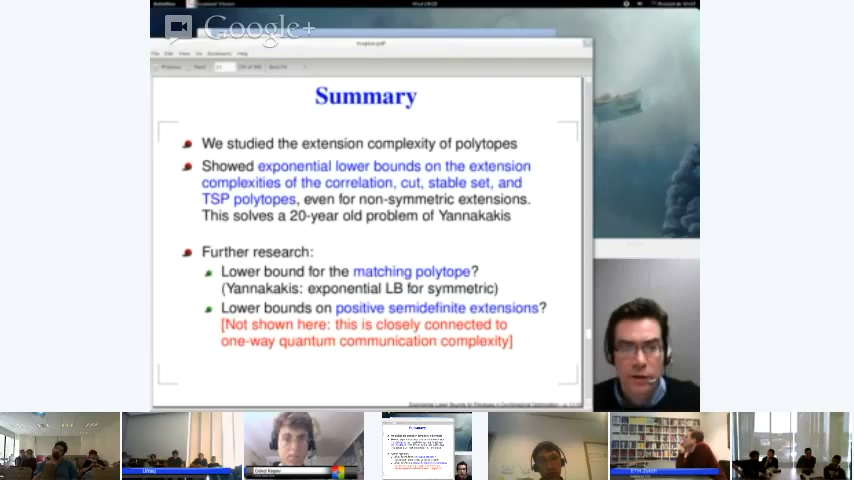 Google+
Summary
We studied the extension complexity of polytopes
Showed exponential lower bounds on the extension
complexities of the correlation, cut, stable set, and
TSP polytopes, even for non-symmetric extensions.
This solves a 20-year old problem of Yannakakis
Further research:
Lower bound for the matching polytope?
(Yannakakis: exponential LB for symmetric)
Lower bounds on positive semidefinite extensions?
[Not shown here: this is closely connected to
one-way quantum communication complexity]
Oded Regev
ETH Zurich